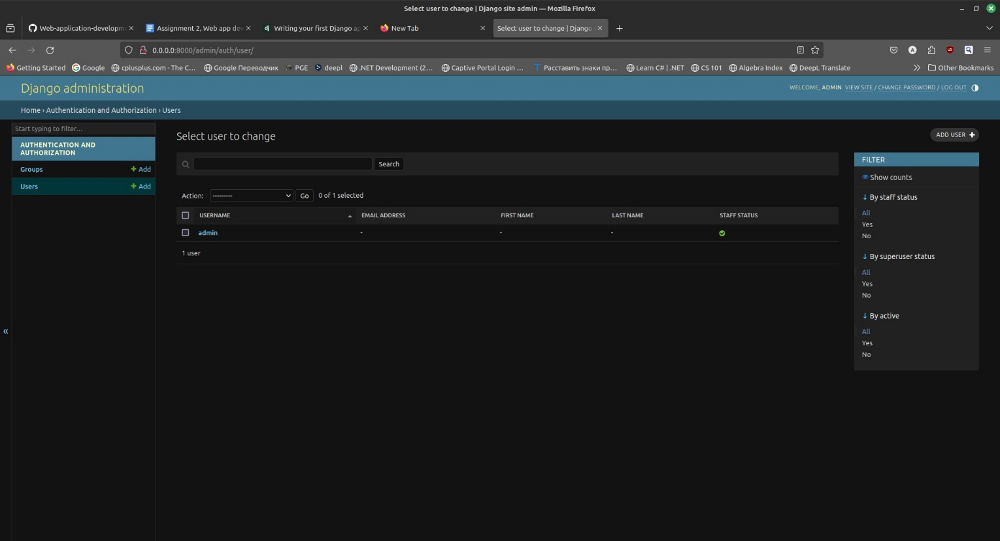 Select user to change | Django site admin — Mozilla Firefox
Web-application-developm
Assignment 2, Web app dev
Writing your first Django ap
New Tab
Select user to change | Django
0.0.0.0:8000/admin/auth/user/
Getting Started
Google
cplusplus.com - The C...
Google Переводчик
PGE
deepl
.NET Development (2...
Captive Portal Login ...
Расставить знаки пр...
Learn C# | .NET
CS 101
Algebra Index
DeepL Translate
Other Bookmarks
Django administration
WELCOME, ADMIN. VIEW SITE / CHANGE PASSWORD / LOG OUT
Home › Authentication and Authorization › Users
Start typing to filter...
AUTHENTICATION AND
AUTHORIZATION
Groups
+ Add
Users
+ Add
Select user to change
ADD USER +
Search
Action: --------- Go 0 of 1 selected
USERNAME EMAIL ADDRESS FIRST NAME LAST NAME STAFF STATUS
admin - - -
1 user
FILTER
Show counts
↓ By staff status
All
Yes
No
↓ By superuser status
All
Yes
No
↓ By active
All
Yes
No
«